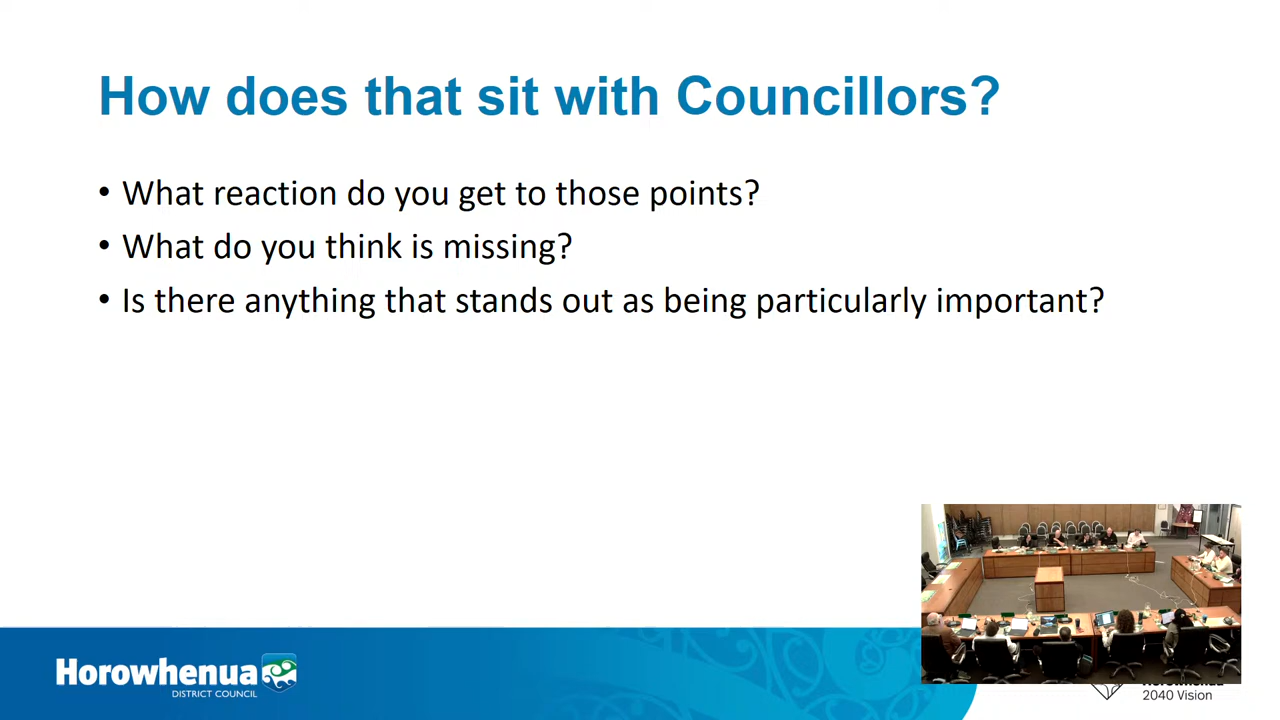 How does that sit with Councillors?
• What reaction do you get to those points?
• What do you think is missing?
• Is there anything that stands out as being particularly important?
Horowhenua
DISTRICT COUNCIL
2040 Vision